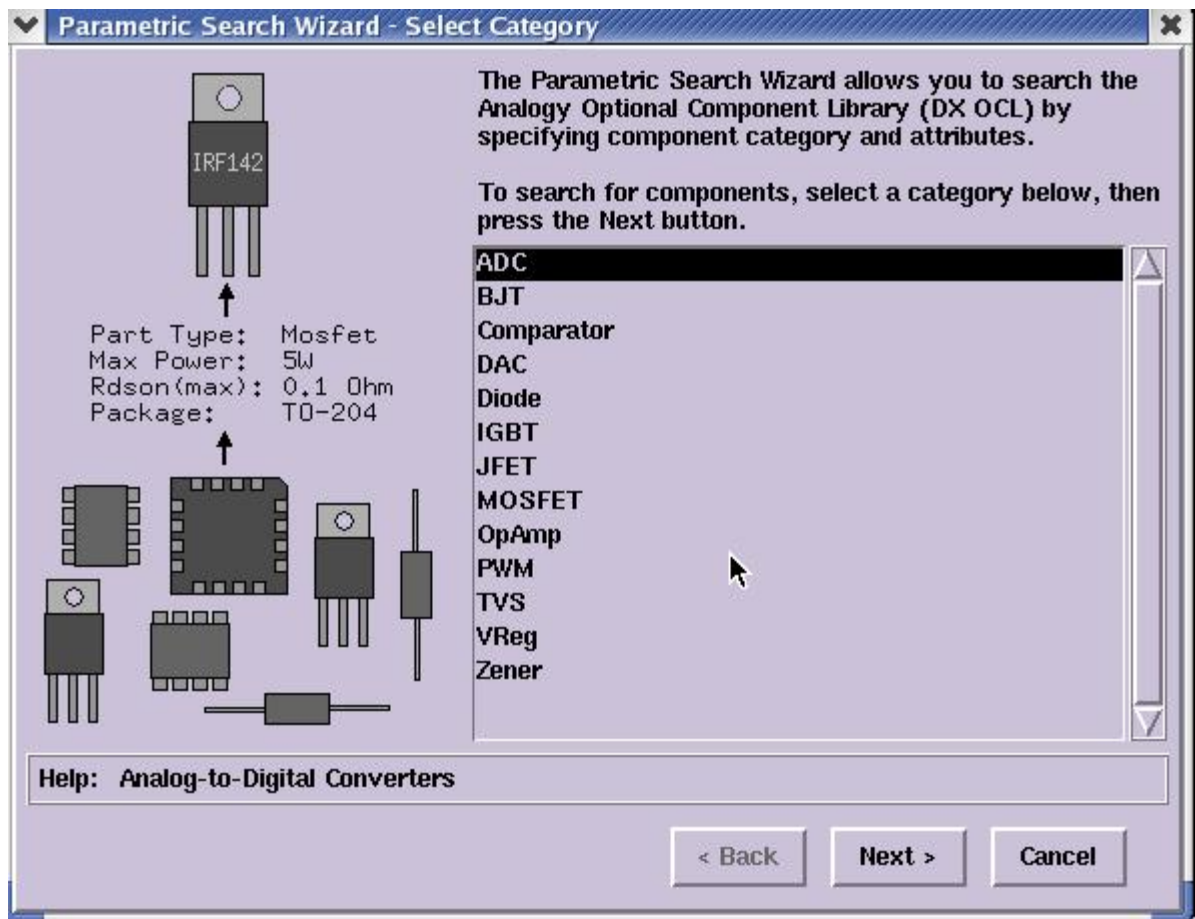 Parametric Search Wizard - Select Category
IRF142
Part Type: Mosfet
Max Power: 5W
Rdson(max): 0.1 Ohm
Package: TO-204
The Parametric Search Wizard allows you to search the
Analogy Optional Component Library (DX OCL) by
specifying component category and attributes.
To search for components, select a category below, then
press the Next button.
ADC
BJT
Comparator
DAC
Diode
IGBT
JFET
MOSFET
OpAmp
PWM
TVS
VReg
Zener
Help: Analog-to-Digital Converters
< Back Next > Cancel